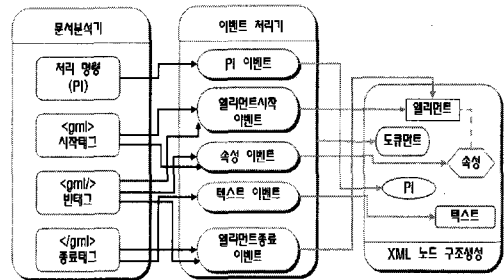 문서분석기
처리 명령
(PI)
<gml>
시작태그
<gml/>
빈태그
</gml>
종료태그
이벤트 처리기
PI 이벤트
엘리먼트시작
이벤트
속성 이벤트
텍스트 이벤트
엘리먼트종료
이벤트
엘리먼트
도큐먼트
속성
PI
텍스트
XML 노드 구조생성